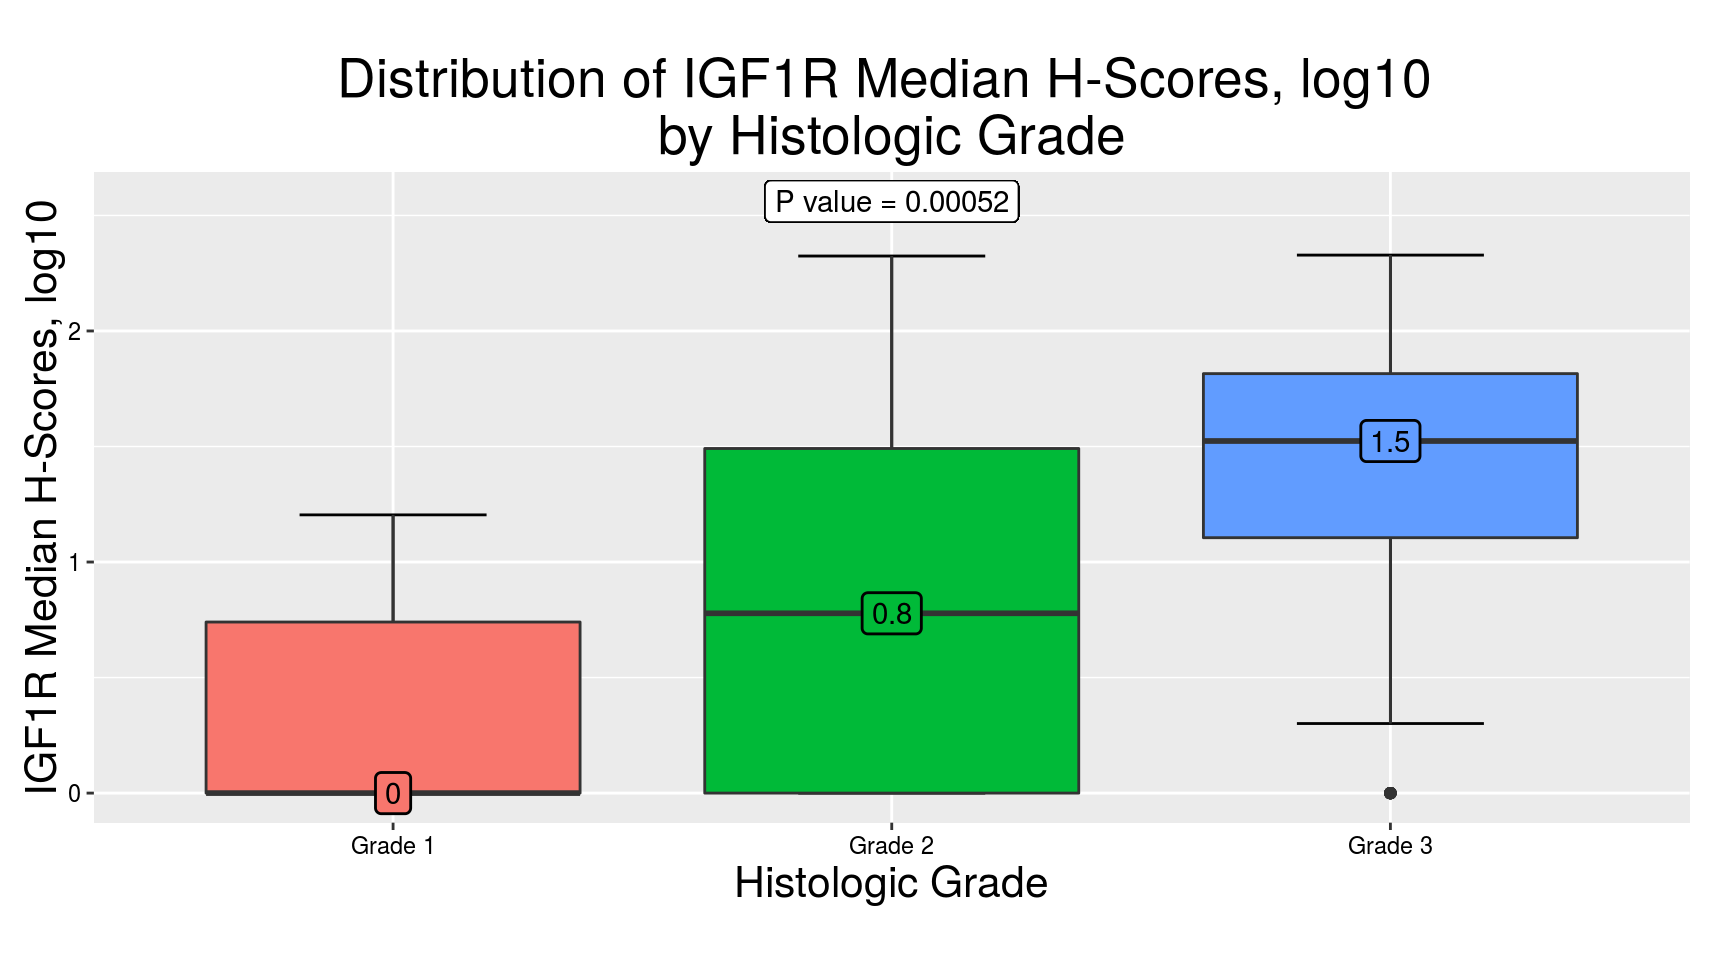 Distribution of IGF1R Median H-Scores, log10
by Histologic Grade
P value = 0.00052
IGF1R Median H-Scores, log10
2
1
0
0
0.8
1.5
Grade 1
Grade 2
Grade 3
Histologic Grade